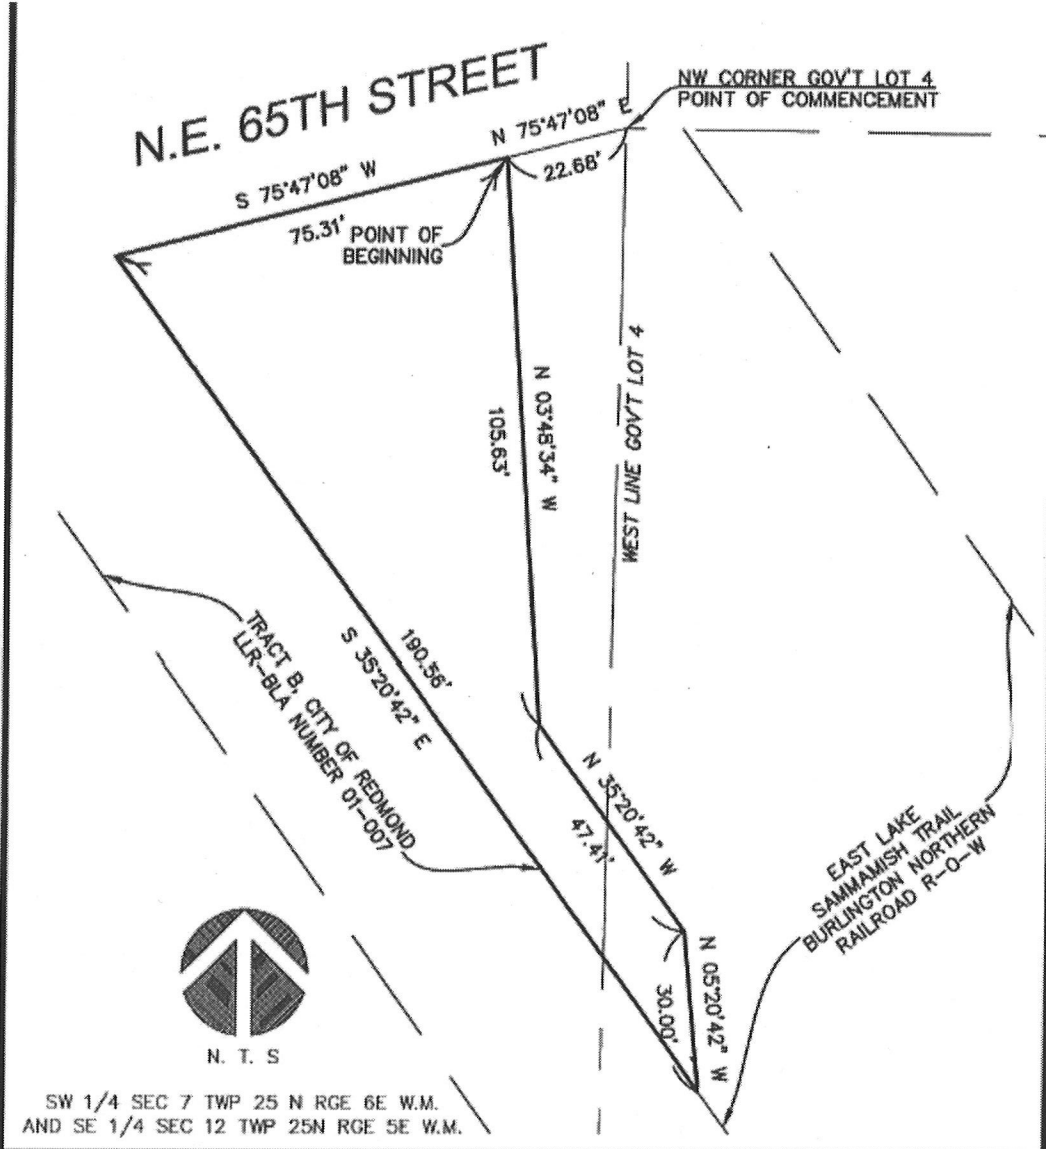 N.E. 65TH STREET
NW CORNER GOV'T LOT 4
POINT OF COMMENCEMENT
N 75°47'08" E
22.68'
S 75°47'08" W
75.31'
POINT OF
BEGINNING
N 03°48'34" W
105.63'
WEST LINE GOV'T LOT 4
190.56'
S 35°20'42" E
TRACT B, CITY OF REDMOND
LLR-BLA NUMBER 01-007
N 35°20'42" W
47.41'
EAST LAKE
SAMMAMISH TRAIL
BURLINGTON NORTHERN
RAILROAD R-O-W
N 05°20'42" W
30.00'
N. T. S
SW 1/4 SEC 7 TWP 25 N RGE 6E W.M.
AND SE 1/4 SEC 12 TWP 25N RGE 5E W.M.